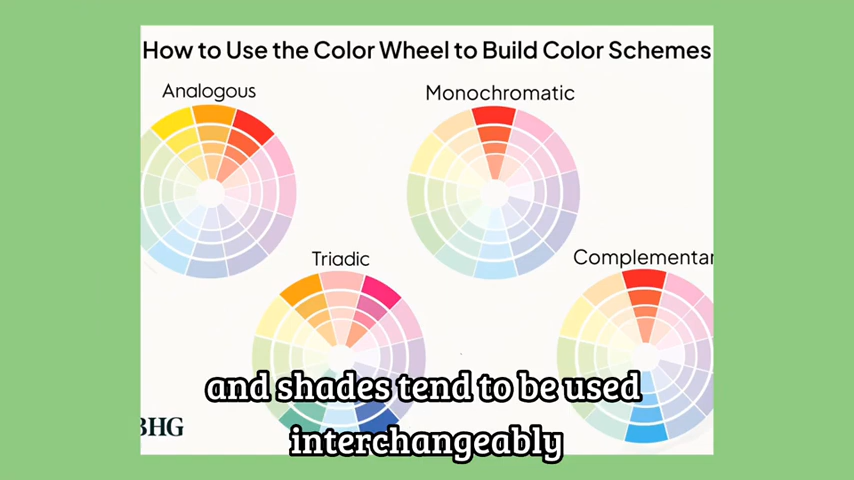 How to Use the Color Wheel to Build Color Schemes
Analogous
Monochromatic
Triadic
Complementar
and shades tend to be used
interchangeably
BHG